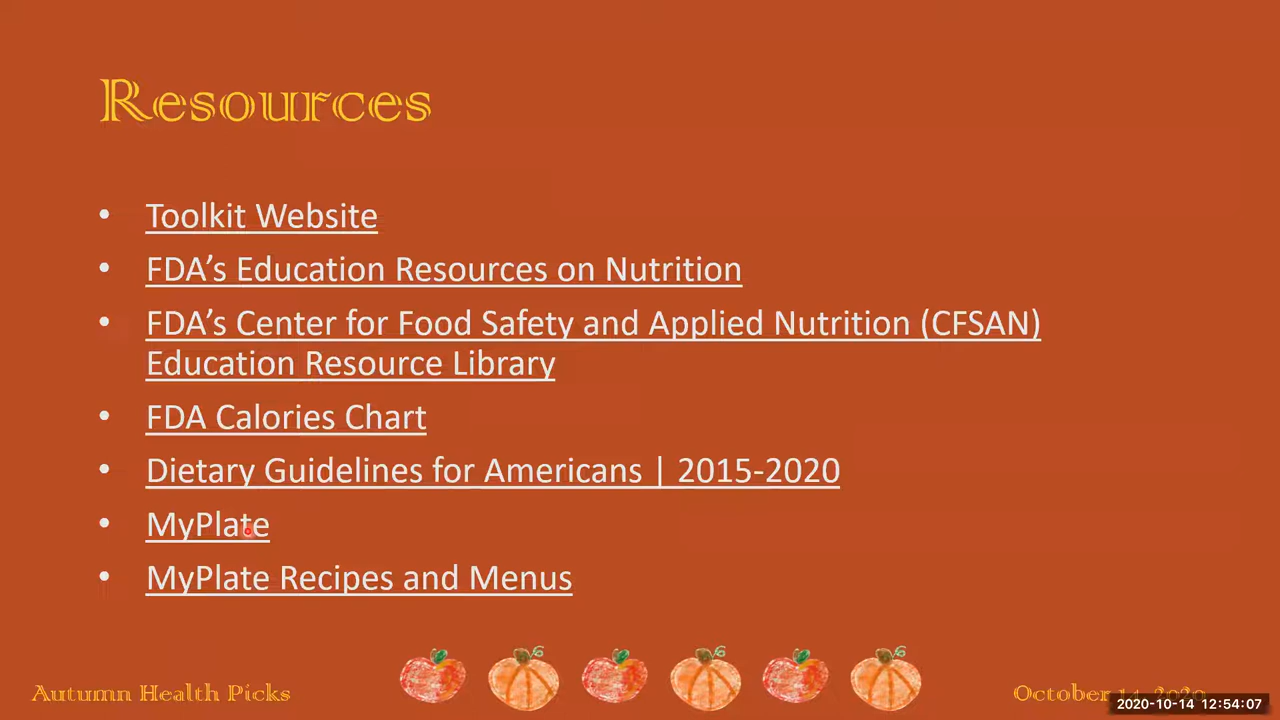 Resources
• Toolkit Website
• FDA's Education Resources on Nutrition
• FDA's Center for Food Safety and Applied Nutrition (CFSAN)
Education Resource Library
• FDA Calories Chart
• Dietary Guidelines for Americans | 2015-2020
• MyPlate
• MyPlate Recipes and Menus
Autumn Health Picks
October 14, 2020
2020-10-14 12:54:07